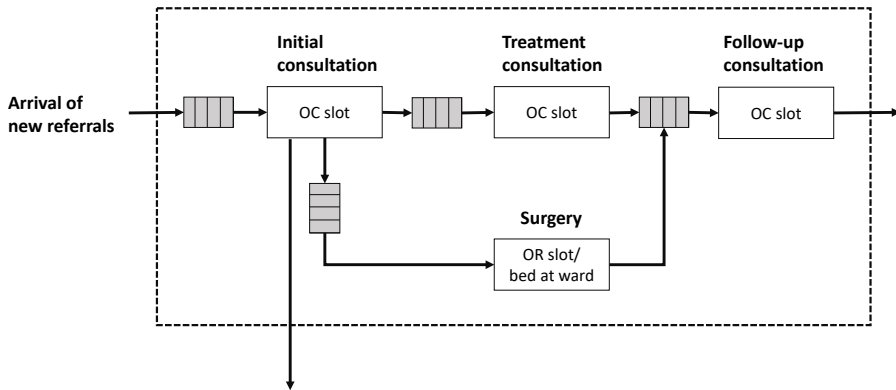 Initial
consultation
Treatment
consultation
Follow-up
consultation
Arrival of
new referrals
OC slot
OC slot
OC slot
Surgery
OR slot/
bed at ward